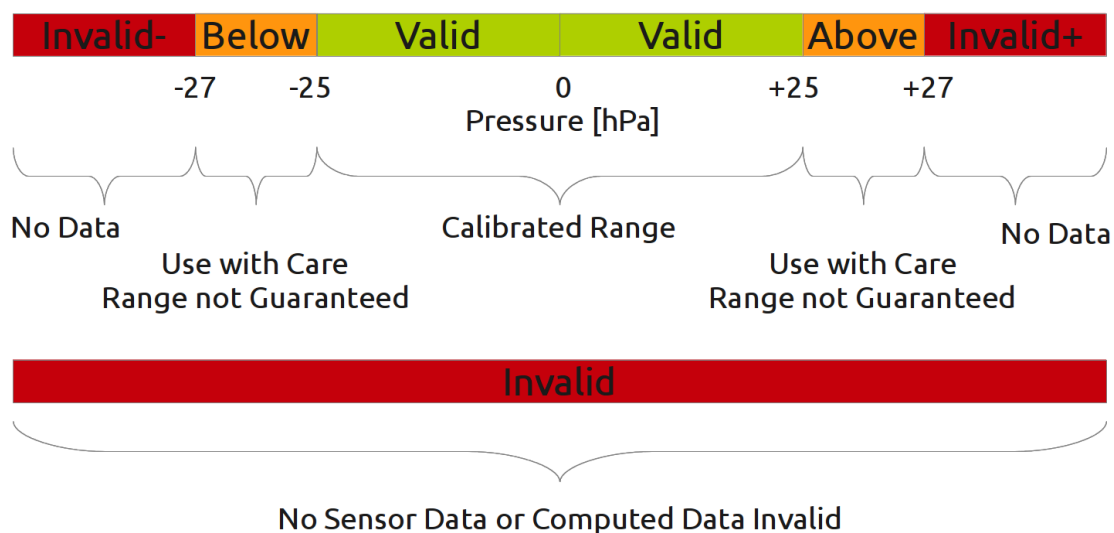 Invalid- Below Valid Valid Above Invalid+
-27 -25 0 +25 +27
Pressure [hPa]
No Data Calibrated Range No Data
Use with Care Use with Care
Range not Guaranteed Range not Guaranteed
Invalid
No Sensor Data or Computed Data Invalid